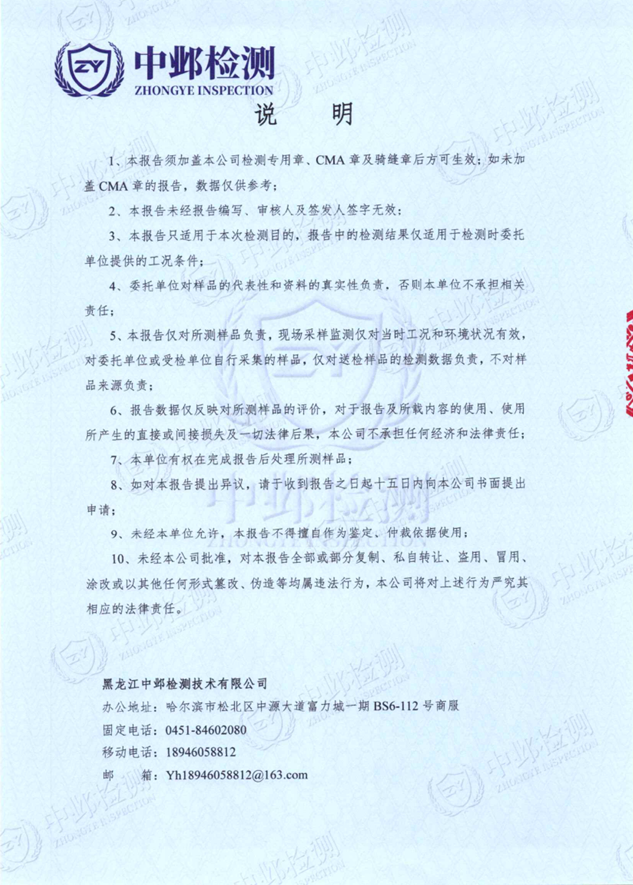 ZY
中邺检测
ZHONGYE INSPECTION
说 明
1、本报告须加盖本公司检测专用章、CMA 章及骑缝章后方可生效；如未加
盖 CMA 章的报告，数据仅供参考；
2、本报告未经报告编写、审核人及签发人签字无效；
3、本报告只适用于本次检测目的，报告中的检测结果仅适用于检测时委托
单位提供的工况条件；
4、委托单位对样品的代表性和资料的真实性负责，否则本单位不承担相关
责任；
5、本报告仅对所测样品负责，现场采样监测仅对当时工况和环境状况有效，
对委托单位或受检单位自行采集的样品，仅对送检样品的检测数据负责，不对样
品来源负责；
6、报告数据仅反映对所测样品的评价，对于报告及所载内容的使用、使用
所产生的直接或间接损失及一切法律后果，本公司不承担任何经济和法律责任；
7、本单位有权在完成报告后处理所测样品；
8、如对本报告提出异议，请于收到报告之日起十五日内向本公司书面提出
申请；
9、未经本单位允许，本报告不得擅自作为鉴定、仲裁依据使用；
10、未经本公司批准，对本报告全部或部分复制、私自转让、盗用、冒用、
涂改或以其他任何形式篡改、伪造等均属违法行为，本公司将对上述行为严究其
相应的法律责任。
黑龙江中邺检测技术有限公司
办公地址：哈尔滨市松北区中源大道富力城一期 BS6-112 号商服
固定电话：0451-84602080
移动电话：18946058812
邮 箱：Yh18946058812@163.com